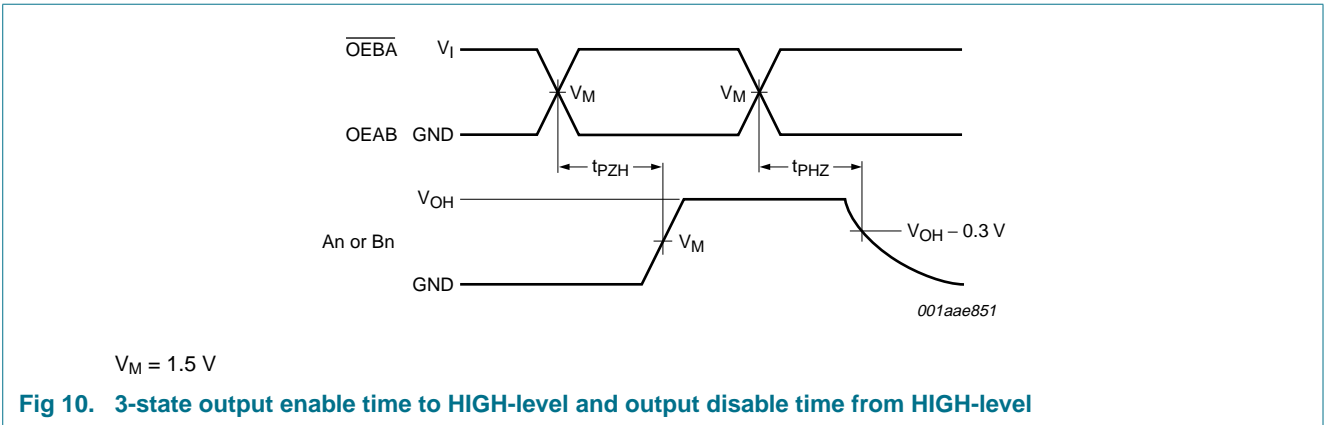 OEBA V_I
V_M V_M
OEAB GND
t_PZH t_PHZ
V_OH
V_OH − 0.3 V
An or Bn V_M
GND
001aae851
V_M = 1.5 V
Fig 10. 3-state output enable time to HIGH-level and output disable time from HIGH-level